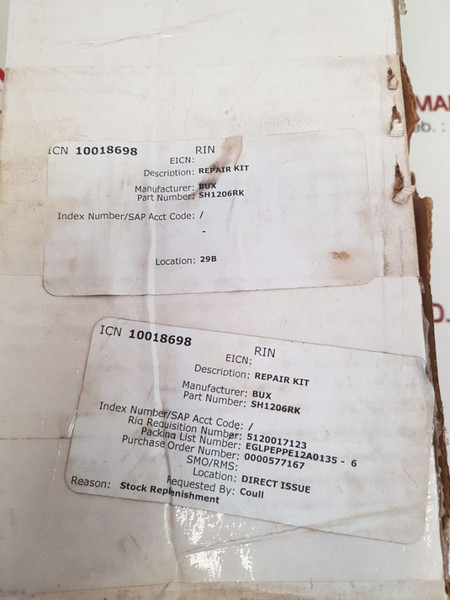 ICN 10018698 RIN
EICN:
Description: REPAIR KIT
Manufacturer: BUX
Part Number: SH1206RK
Index Number/SAP Acct Code: /
-
Location: 29B
ICN 10018698 RIN
EICN:
Description: REPAIR KIT
Manufacturer: BUX
Part Number: SH1206RK
Index Number/SAP Acct Code: /
Rig Requisition Number: 5120017123
Packing List Number: EGLPEPPE12A0135 - 6
Purchase Order Number: 0000577167
SMO/RMS:
Location: DIRECT ISSUE
Requested By: Coull
Reason: Stock Replenishment